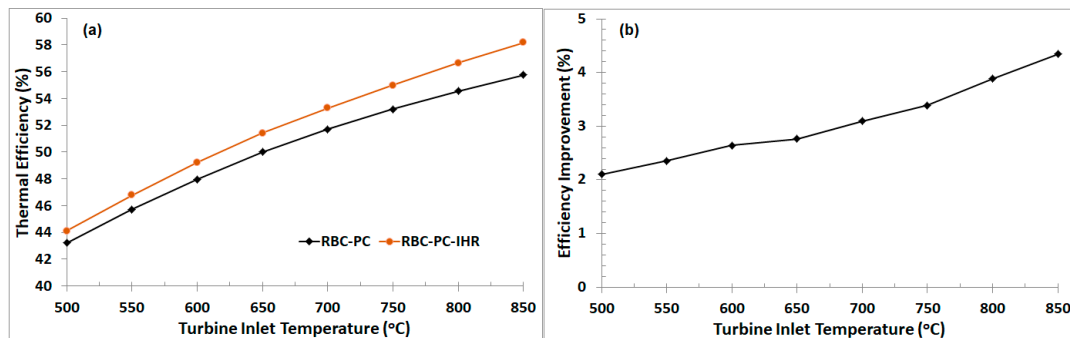 (a)
Thermal Efficiency (%)
60
58
56
54
52
50
48
46
44
42
40
RBC-PC RBC-PC-IHR
500 550 600 650 700 750 800 850
Turbine Inlet Temperature (°C)
(b)
Efficiency Improvement (%)
5
4
3
2
1
0
500 550 600 650 700 750 800 850
Turbine Inlet Temperature (°C)